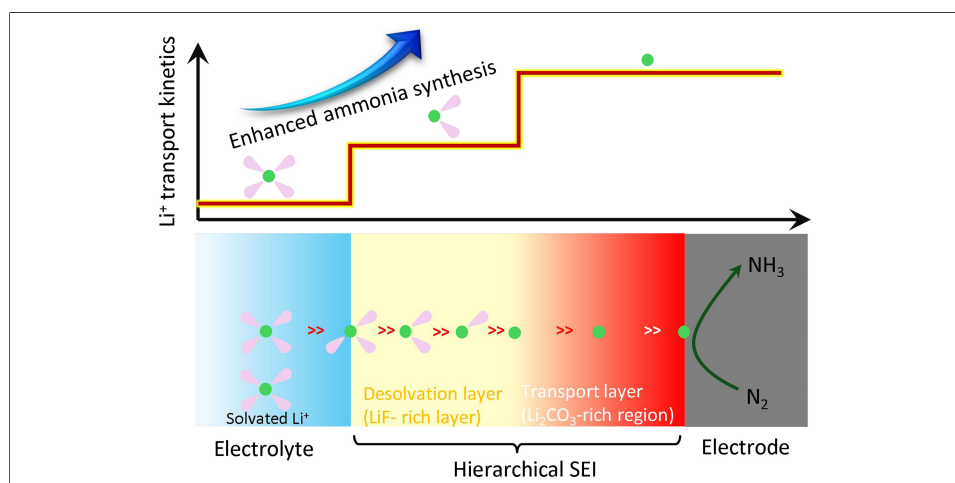 Li⁺ transport kinetics
Enhanced ammonia synthesis
>> >> >> >> >> >>
NH₃
N₂
Desolvation layer
(LiF- rich layer)
Transport layer
(Li₂CO₃-rich region)
Solvated Li⁺
Electrolyte
Hierarchical SEI
Electrode